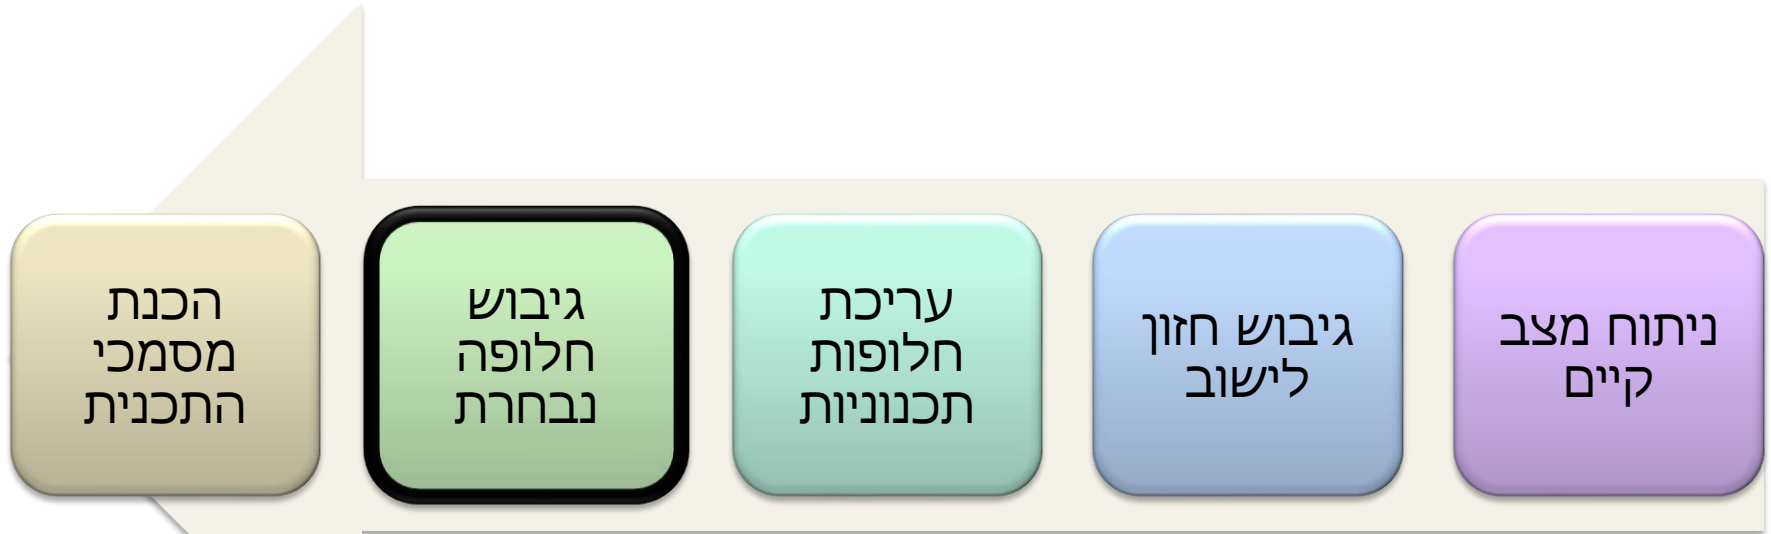 ניתוח מצב
קיים
גיבוש חזון
לישוב
עריכת
חלופות
תכנוניות
גיבוש
חלופה
נבחרת
הכנת
מסמכי
התכנית